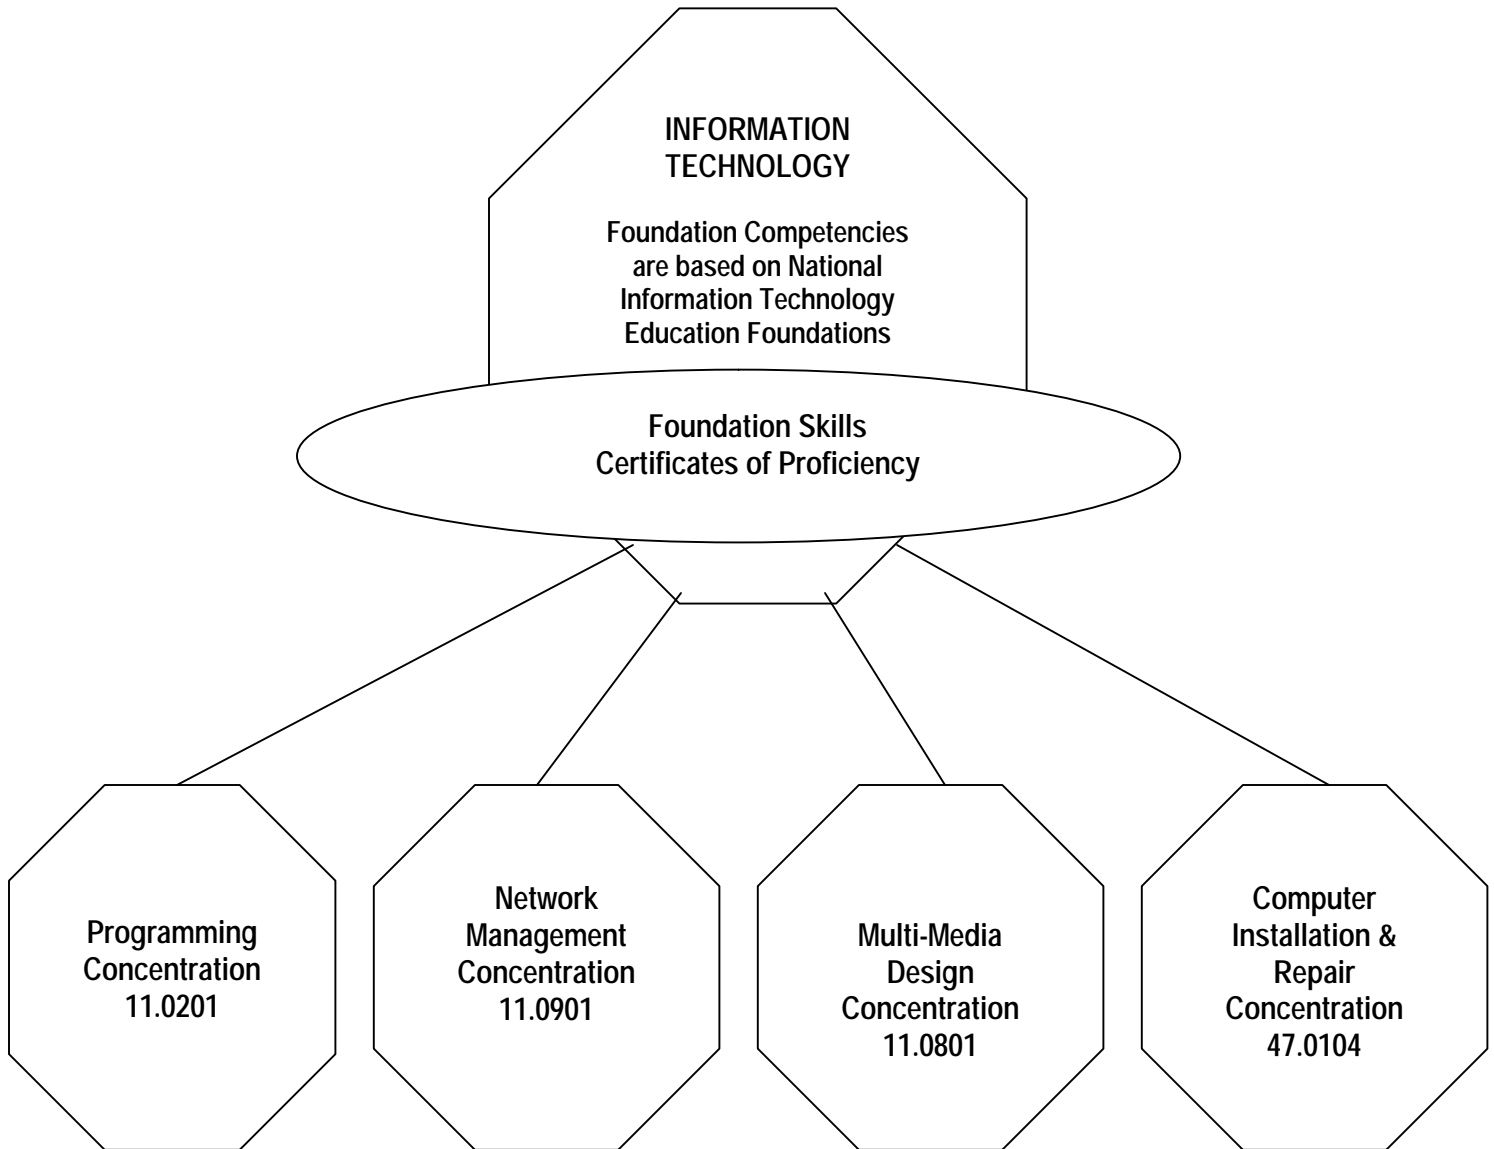 INFORMATION
TECHNOLOGY
Foundation Competencies
are based on National
Information Technology
Education Foundations
Foundation Skills
Certificates of Proficiency
Programming
Concentration
11.0201
Network
Management
Concentration
11.0901
Multi-Media
Design
Concentration
11.0801
Computer
Installation &
Repair
Concentration
47.0104